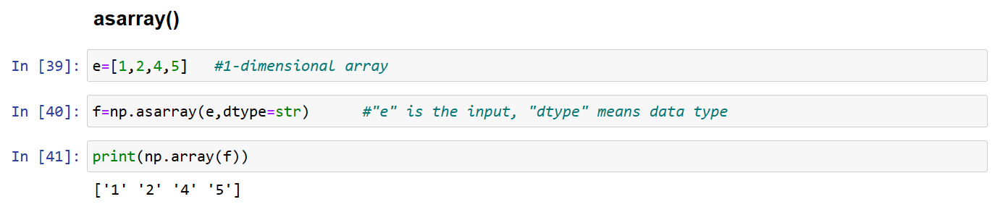 asarray()
In [39]: e=[1,2,4,5]   #1-dimensional array
In [40]: f=np.asarray(e,dtype=str)      #"e" is the input, "dtype" means data type
In [41]: print(np.array(f))
['1' '2' '4' '5']